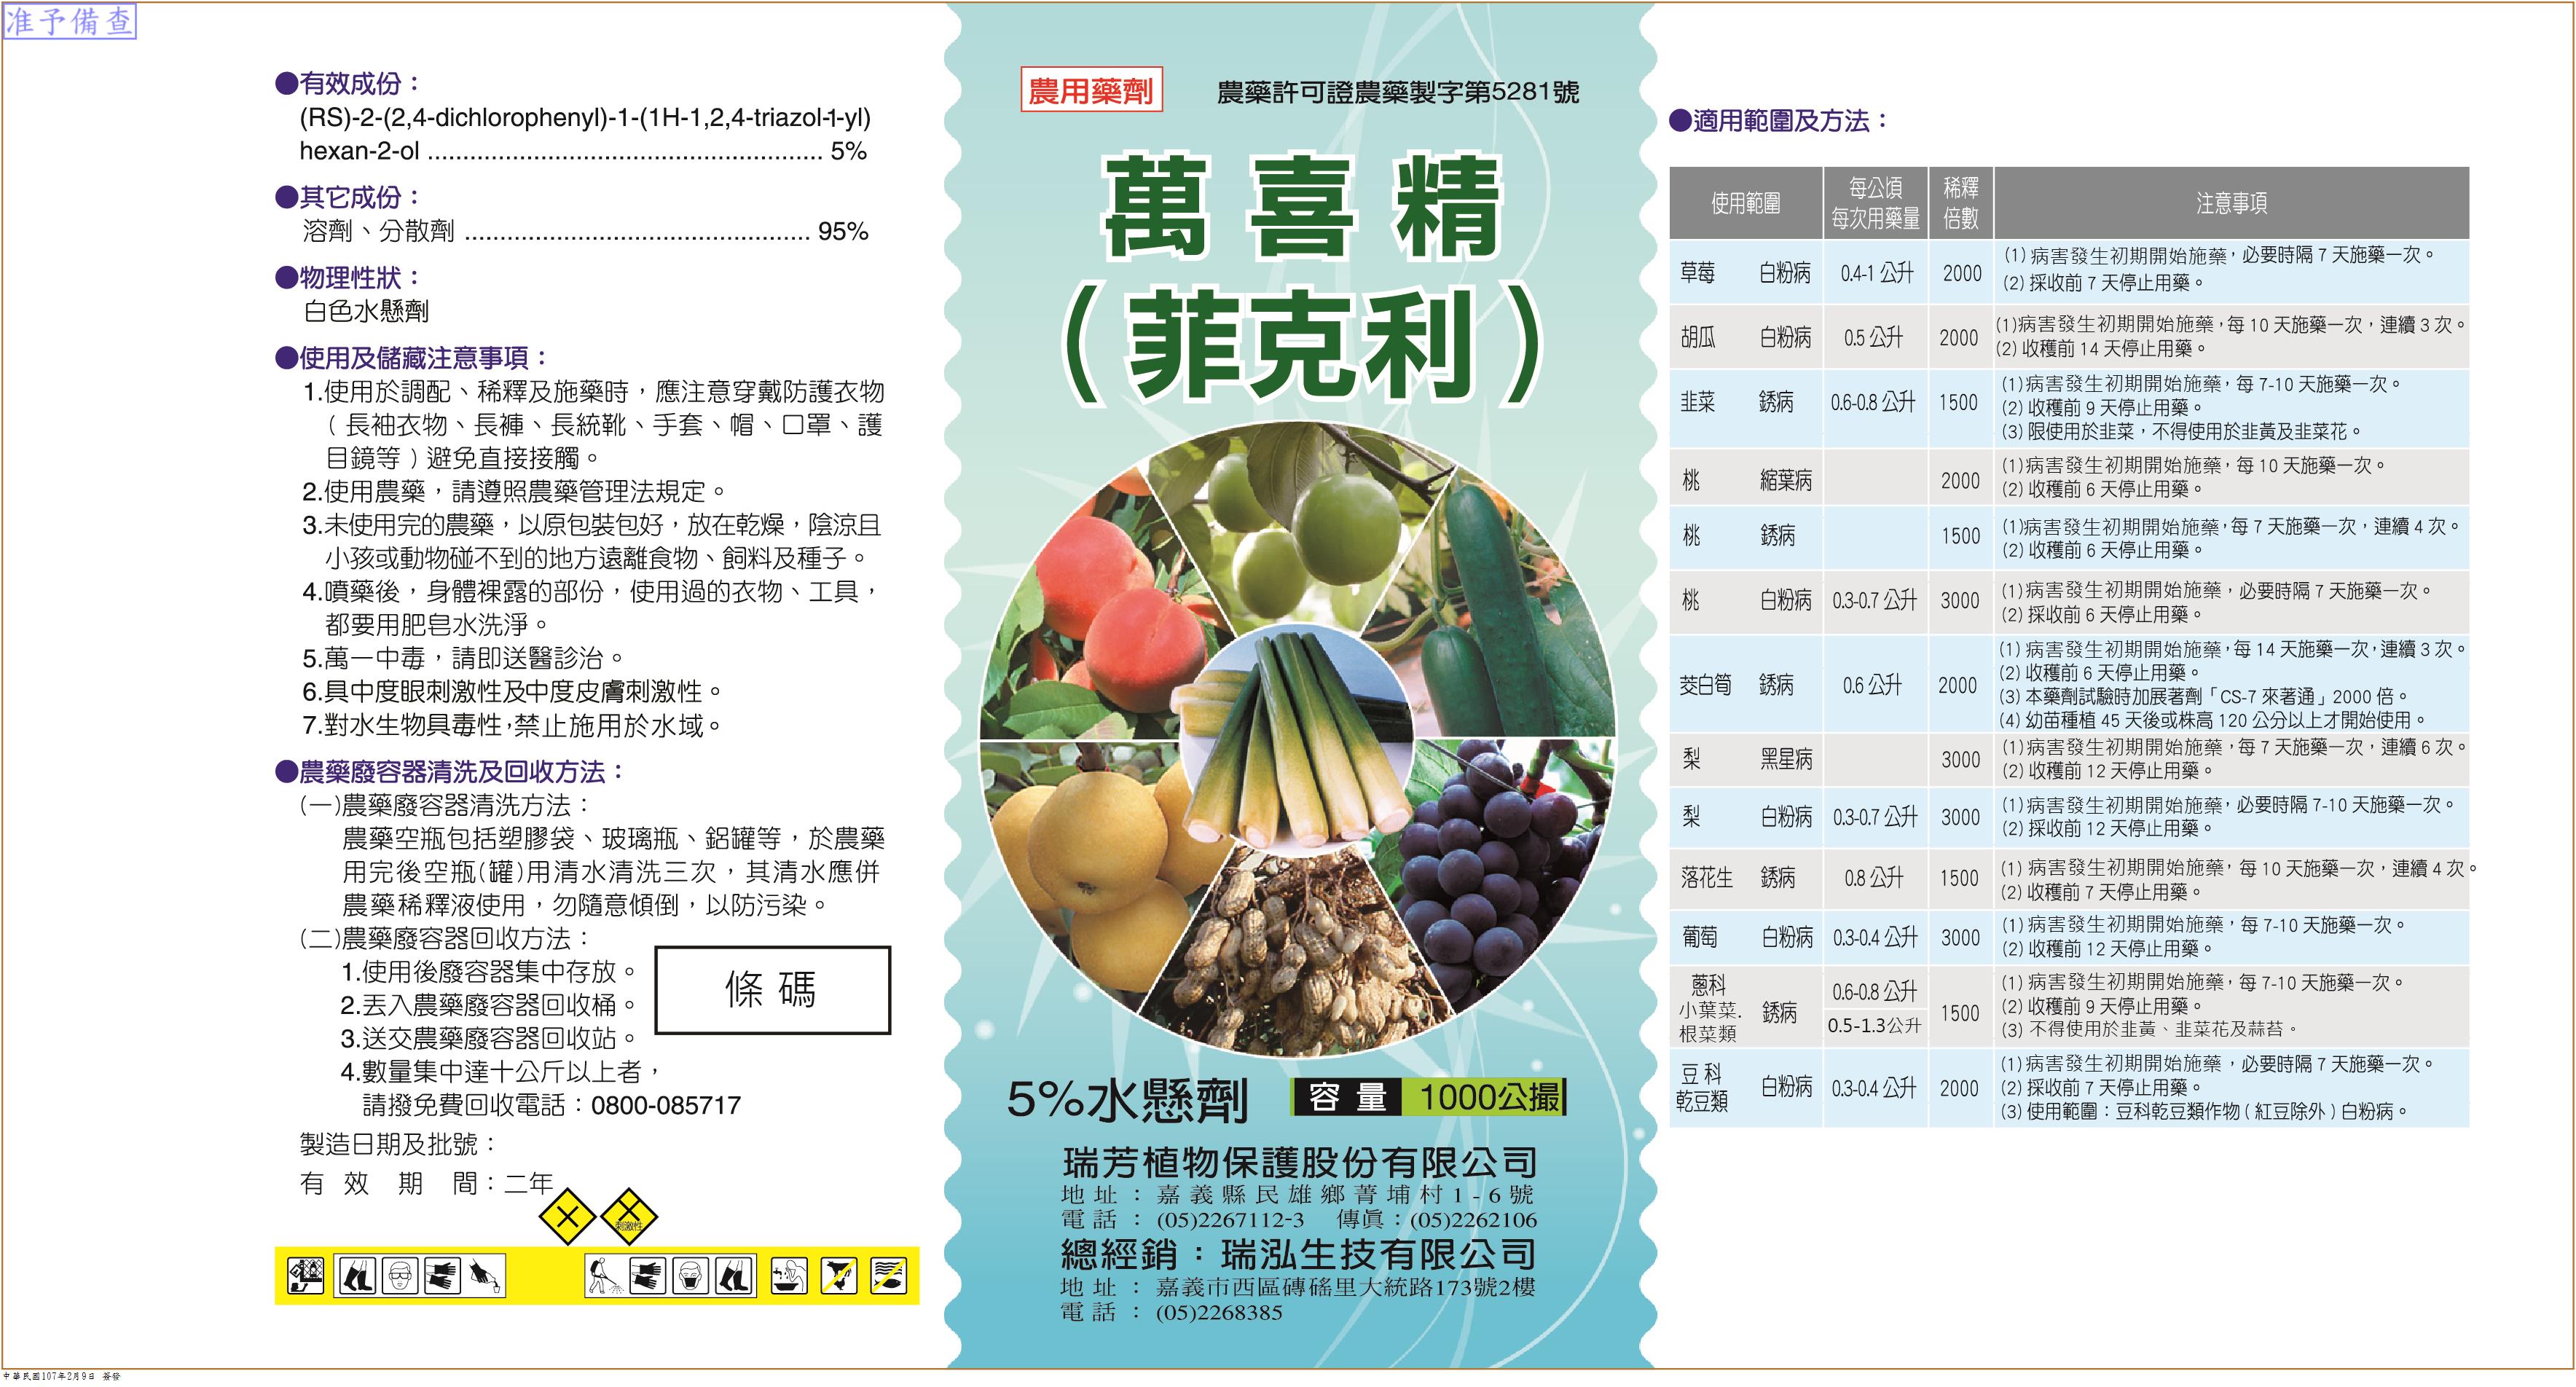 准予備查
●有效成份：
(RS)-2-(2,4-dichlorophenyl)-1-(1H-1,2,4-triazol-1-yl)
hexan-2-ol ........................................................ 5%
●其它成份：
溶劑、分散劑 ................................................. 95%
●物理性狀：
白色水懸劑
●使用及儲藏注意事項：
1.使用於調配、稀釋及施藥時，應注意穿戴防護衣物
（長袖衣物、長褲、長統靴、手套、帽、口罩、護
目鏡等）避免直接接觸。
2.使用農藥，請遵照農藥管理法規定。
3.未使用完的農藥，以原包裝包好，放在乾燥，陰涼且
小孩或動物碰不到的地方遠離食物、飼料及種子。
4.噴藥後，身體裸露的部份，使用過的衣物、工具，
都要用肥皂水洗淨。
5.萬一中毒，請即送醫診治。
6.具中度眼刺激性及中度皮膚刺激性。
7.對水生物具毒性,禁止施用於水域。
●農藥廢容器清洗及回收方法：
(一)農藥廢容器清洗方法：
農藥空瓶包括塑膠袋、玻璃瓶、鋁罐等，於農藥
用完後空瓶(罐)用清水清洗三次，其清水應併
農藥稀釋液使用，勿隨意傾倒，以防污染。
(二)農藥廢容器回收方法：
1.使用後廢容器集中存放。
2.丟入農藥廢容器回收桶。
3.送交農藥廢容器回收站。
4.數量集中達十公斤以上者，
請撥免費回收電話：0800-085717
條碼
製造日期及批號：
有 效 期 間：二年
刺激性
農用藥劑
農藥許可證農藥製字第5281號
萬喜精
（菲克利）
5%水懸劑
容 量 1000公撮
瑞芳植物保護股份有限公司
地 址 ： 嘉義縣民雄鄉菁埔村1-6號
電 話 ： (05)2267112-3 傳真：(05)2262106
總經銷：瑞泓生技有限公司
地 址 ： 嘉義市西區磚磘里大統路173號2樓
電 話 ： (05)2268385
●適用範圍及方法：
使用範圍 每公頃每次用藥量 稀釋倍數 注意事項
草莓 白粉病 0.4-1 公升 2000
(1) 病害發生初期開始施藥，必要時隔 7 天施藥一次。
(2) 採收前 7 天停止用藥。
胡瓜 白粉病 0.5 公升 2000
(1)病害發生初期開始施藥，每 10 天施藥一次，連續 3 次。
(2) 收穫前 14 天停止用藥。
韭菜 銹病 0.6-0.8 公升 1500
(1)病害發生初期開始施藥，每 7-10 天施藥一次。
(2) 收穫前 9 天停止用藥。
(3) 限使用於韭菜，不得使用於韭黃及韭菜花。
桃 縮葉病 2000
(1)病害發生初期開始施藥，每 10 天施藥一次。
(2) 收穫前 6 天停止用藥。
桃 銹病 1500
(1)病害發生初期開始施藥，每 7 天施藥一次，連續 4 次。
(2) 收穫前 6 天停止用藥。
桃 白粉病 0.3-0.7 公升 3000
(1)病害發生初期開始施藥，必要時隔 7 天施藥一次。
(2) 採收前 6 天停止用藥。
茭白筍 銹病 0.6 公升 2000
(1) 病害發生初期開始施藥，每 14 天施藥一次，連續 3 次。
(2) 收穫前 6 天停止用藥。
(3) 本藥劑試驗時加展著劑「CS-7 來著通」2000 倍。
(4) 幼苗種植 45 天後或株高 120 公分以上才開始使用。
梨 黑星病 3000
(1)病害發生初期開始施藥，每 7 天施藥一次，連續 6 次。
(2) 收穫前 12 天停止用藥。
梨 白粉病 0.3-0.7 公升 3000
(1)病害發生初期開始施藥，必要時隔 7-10 天施藥一次。
(2) 採收前 12 天停止用藥。
落花生 銹病 0.8 公升 1500
(1) 病害發生初期開始施藥，每 10 天施藥一次，連續 4 次。
(2) 收穫前 7 天停止用藥。
葡萄 白粉病 0.3-0.4 公升 3000
(1) 病害發生初期開始施藥，每 7-10 天施藥一次。
(2) 收穫前 12 天停止用藥。
蔥科
小葉菜.
根菜類 銹病 0.6-0.8 公升 0.5-1.3公升 1500
(1) 病害發生初期開始施藥，每 7-10 天施藥一次。
(2) 收穫前 9 天停止用藥。
(3) 不得使用於韭黃、韭菜花及蒜苔。
豆 科
乾豆類 白粉病 0.3-0.4 公升 2000
(1)病害發生初期開始施藥，必要時隔 7 天施藥一次。
(2) 採收前 7 天停止用藥。
(3) 使用範圍：豆科乾豆類作物 ( 紅豆除外 ) 白粉病。
中華民國107年2月9日 簽發